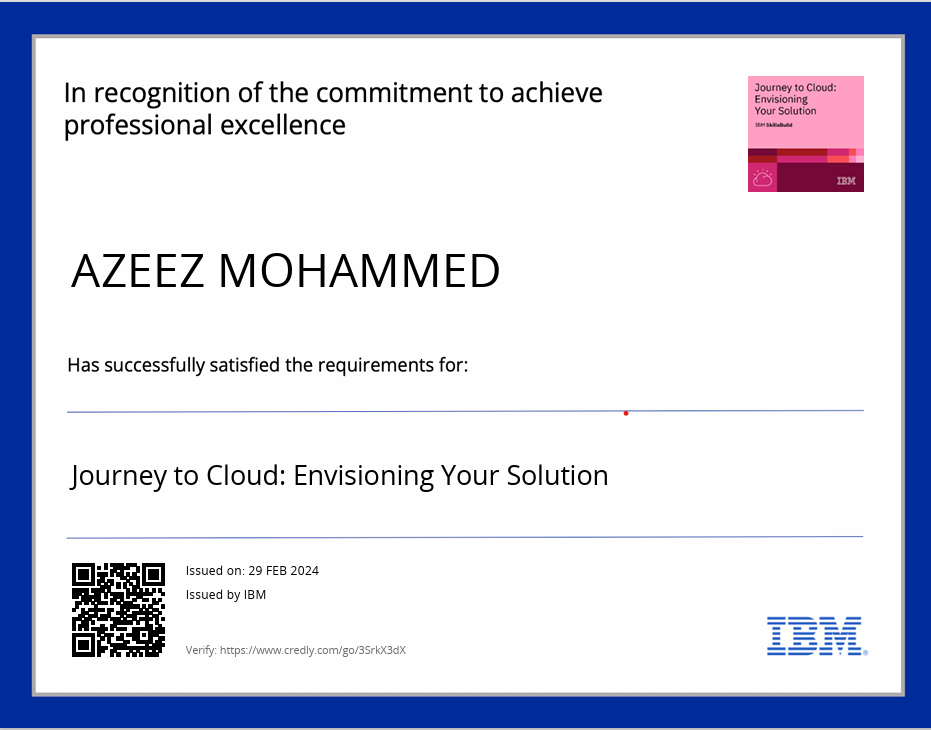 In recognition of the commitment to achieve
professional excellence
Journey to Cloud:
Envisioning
Your Solution
IBM SkillsBuild
IBM
AZEEZ MOHAMMED
Has successfully satisfied the requirements for:
Journey to Cloud: Envisioning Your Solution
Issued on: 29 FEB 2024
Issued by IBM
Verify: https://www.credly.com/go/3SrkX3dX
IBM®